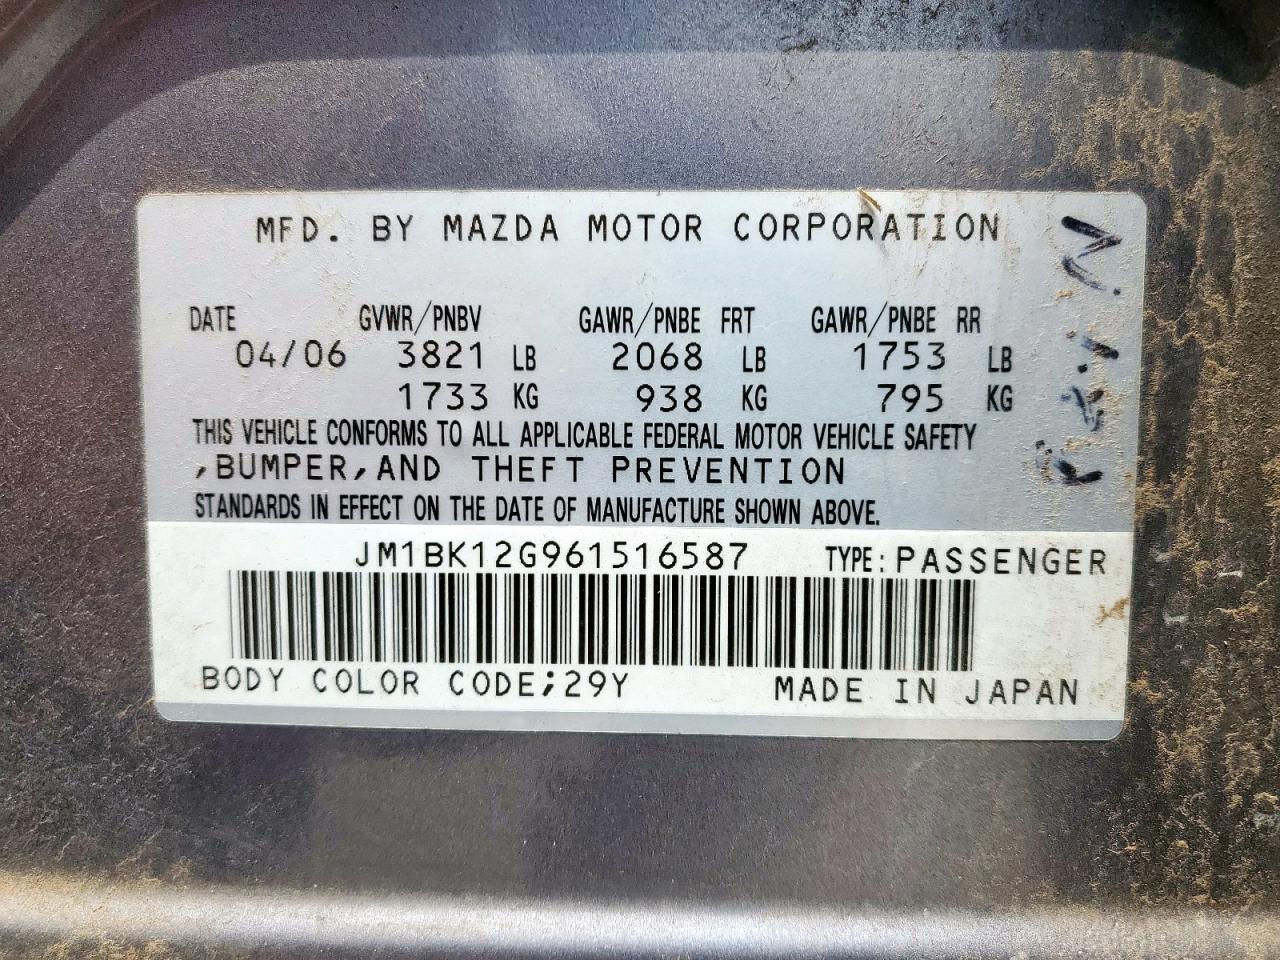 MFD. BY MAZDA MOTOR CORPORATION
DATE GVWR/PNBV GAWR/PNBE FRT GAWR/PNBE RR
04/06 3821 LB 2068 LB 1753 LB
1733 KG 938 KG 795 KG
THIS VEHICLE CONFORMS TO ALL APPLICABLE FEDERAL MOTOR VEHICLE SAFETY
,BUMPER,AND THEFT PREVENTION
STANDARDS IN EFFECT ON THE DATE OF MANUFACTURE SHOWN ABOVE.
JM1BK12G961516587 TYPE:PASSENGER
BODY COLOR CODE;29Y MADE IN JAPAN